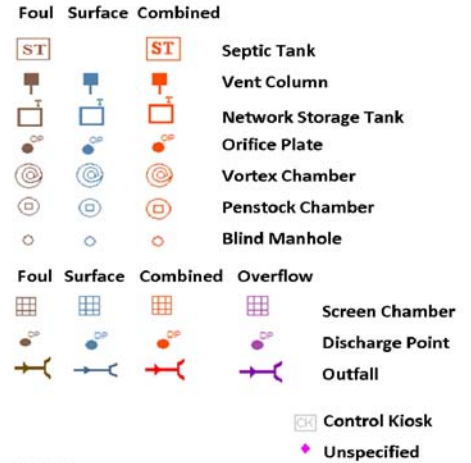 Foul Surface Combined
ST ST Septic Tank
Vent Column
T T T Network Storage Tank
OP OP OP Orifice Plate
Vortex Chamber
Penstock Chamber
Blind Manhole
Foul Surface Combined Overflow
Screen Chamber
DP DP DP DP Discharge Point
Outfall
CK Control Kiosk
Unspecified